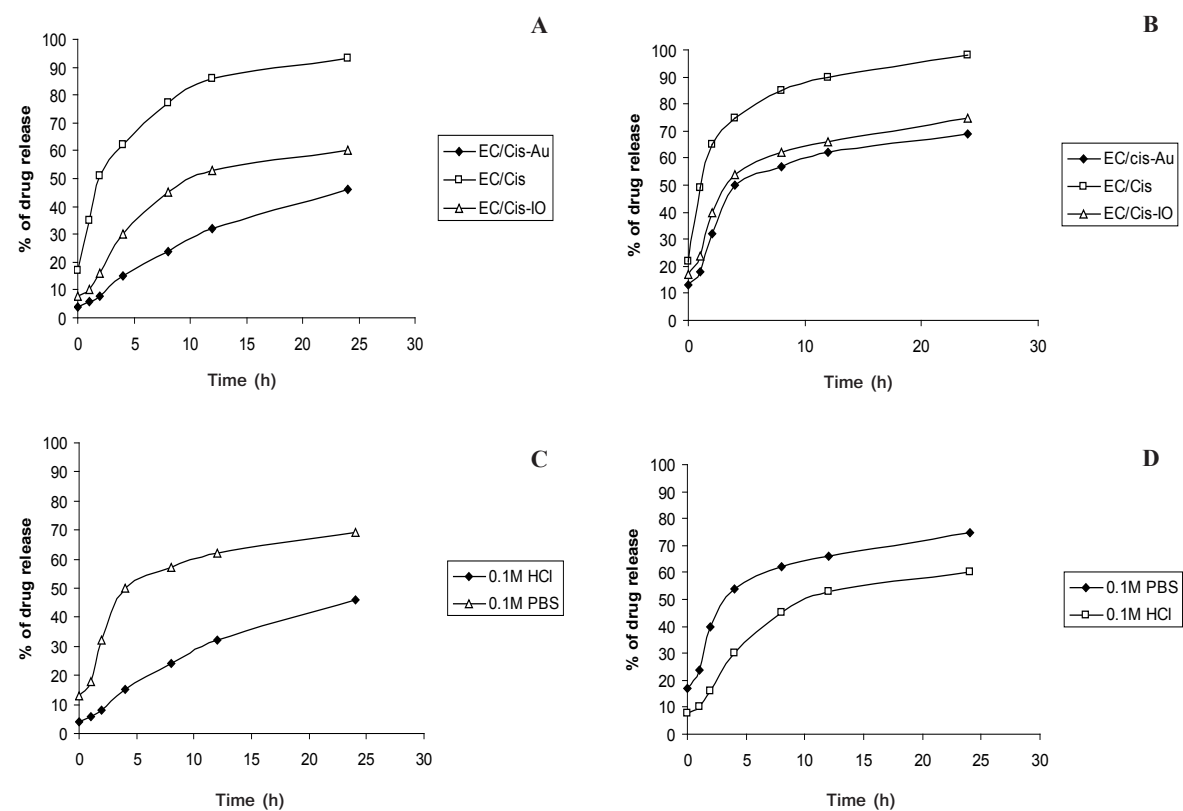 A
% of drug release
100
90
80
70
60
50
40
30
20
10
0
0 5 10 15 20 25 30
Time (h)
EC/Cis-Au
EC/Cis
EC/Cis-IO
B
% of drug release
100
90
80
70
60
50
40
30
20
10
0
0 10 20 30
Time (h)
EC/cis-Au
EC/Cis
EC/Cis-IO
C
% of drug release
100
90
80
70
60
50
40
30
20
10
0
0 5 10 15 20 25 30
Time (h)
0.1M HCl
0.1M PBS
D
% of drug release
100
90
80
70
60
50
40
30
20
10
0
0 5 10 15 20 25 30
Time (h)
0.1M PBS
0.1M HCl